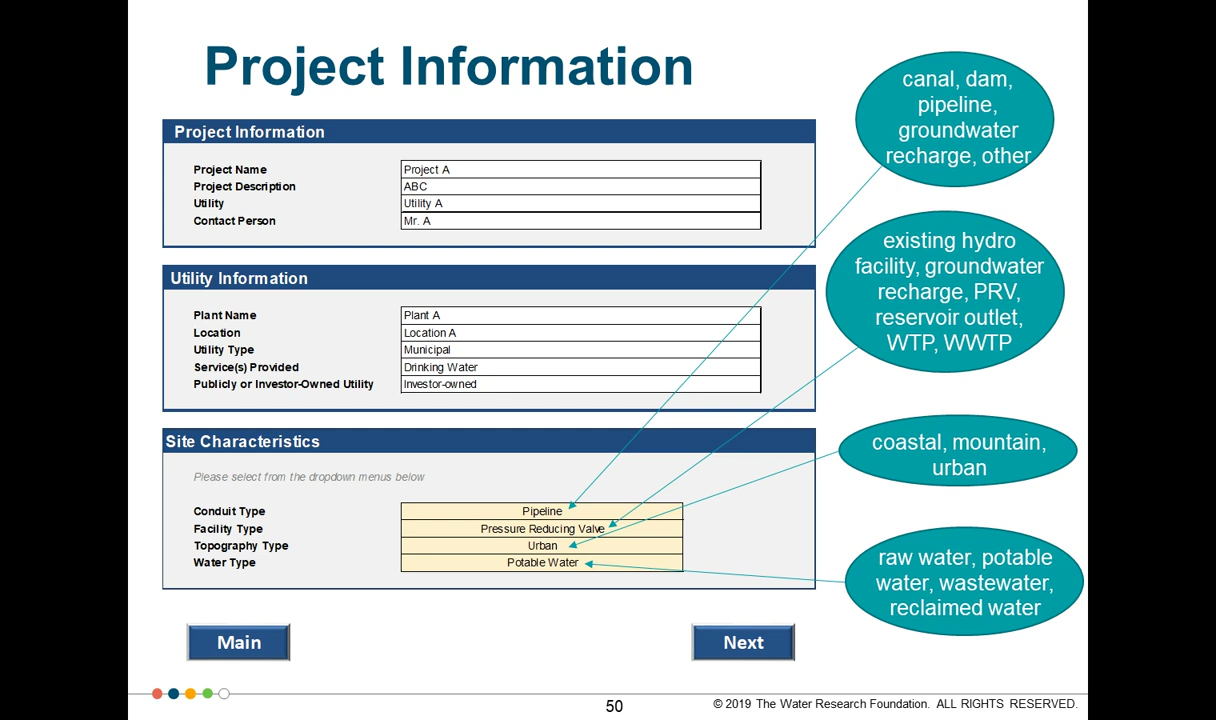 Project Information
Project Information
Project Name Project A
Project Description ABC
Utility Utility A
Contact Person Mr. A
Utility Information
Plant Name Plant A
Location Location A
Utility Type Municipal
Service(s) Provided Drinking Water
Publicly or Investor-Owned Utility Investor-owned
Site Characteristics
Please select from the dropdown menus below
Conduit Type Pipeline
Facility Type Pressure Reducing Valve
Topography Type Urban
Water Type Potable Water
canal, dam,
pipeline,
groundwater
recharge, other
existing hydro
facility, groundwater
recharge, PRV,
reservoir outlet,
WTP, WWTP
coastal, mountain,
urban
raw water, potable
water, wastewater,
reclaimed water
Main
Next
50
© 2019 The Water Research Foundation. ALL RIGHTS RESERVED.